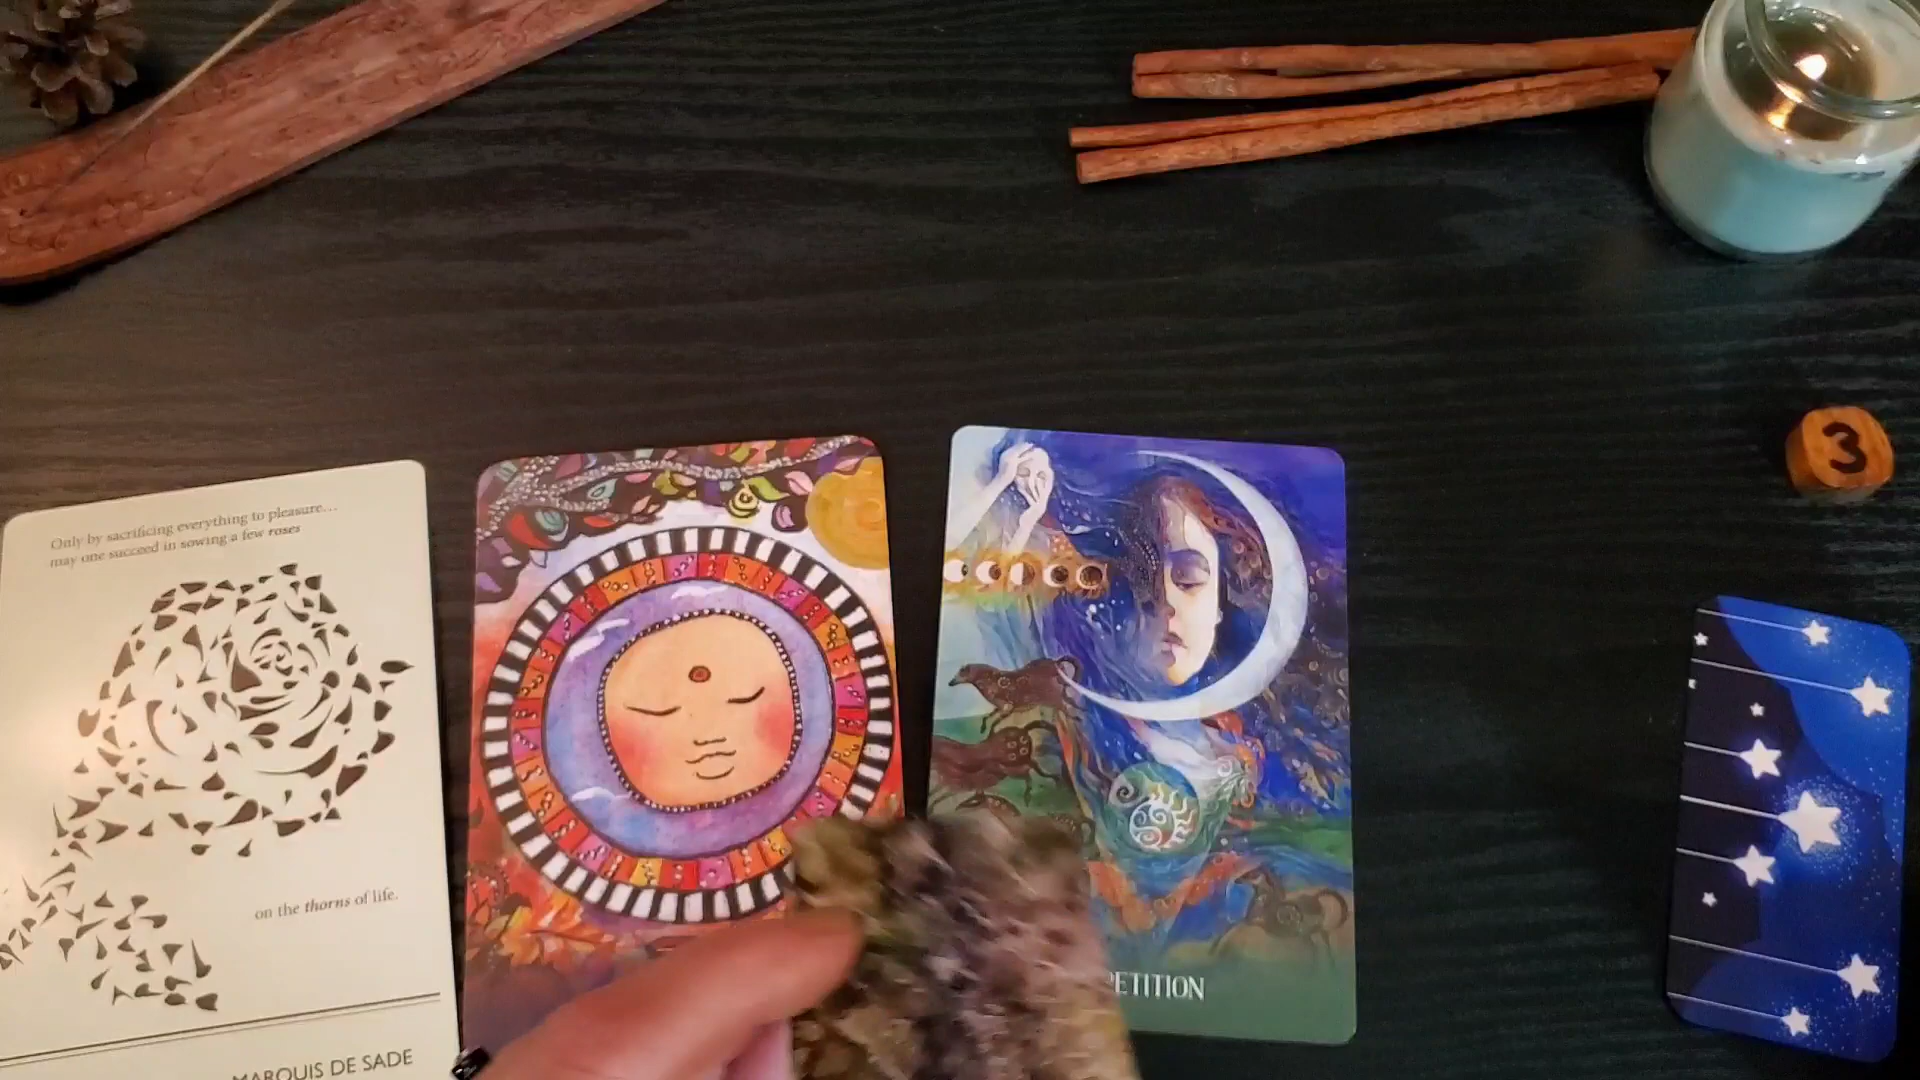 Only by sacrificing everything to pleasure...
may one succeed in sowing a few roses
on the thorns of life.
MARQUIS DE SADE
3